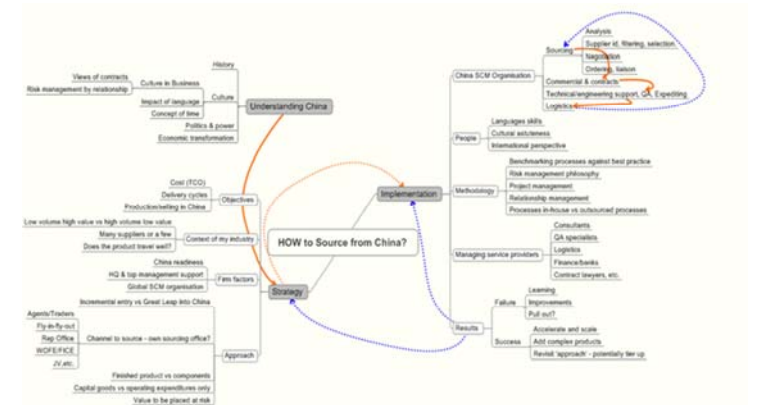 HOW to Source from China?
Understanding China
History
Culture
Culture in Business
Views of contracts
Risk management by relationship
Impact of language
Concept of time
Politics & power
Economic transformation
Strategy
Objectives
Cost (TCO)
Delivery cycles
Production/selling in China
Context of my industry
Low volume high value vs high volume low value
Many suppliers or a few
Does the product travel well?
Firm factors
China readiness
HQ & top management support
Global SCM organisation
Approach
Incremental entry vs Great Leap into China
Channel to source - own sourcing office?
Agents/Traders
Fly-in-fly-out
Rep Office
WOFE/FICE
JV,etc.
Finished product vs components
Capital goods vs operating expenditures only
Value to be placed at risk
Implementation
China SCM Organisation
Sourcing
Analysis
Supplier id, filtering, selection.
Negotiation
Ordering, liaison
Commercial & contracts
Technical/engineering support, QA, Expediting
Logistics
People
Languages skills
Cultural astuteness
International perspective
Methodology
Benchmarking processes against best practice
Risk management philosophy
Project management
Relationship management
Processes in-house vs outsourced processes
Managing service providers
Consultants
QA specialists
Logistics
Finance/banks
Contract lawyers, etc.
Results
Failure
Learning
Improvements
Pull out?
Success
Accelerate and scale
Add complex products
Revisit 'approach' - potentially tier up